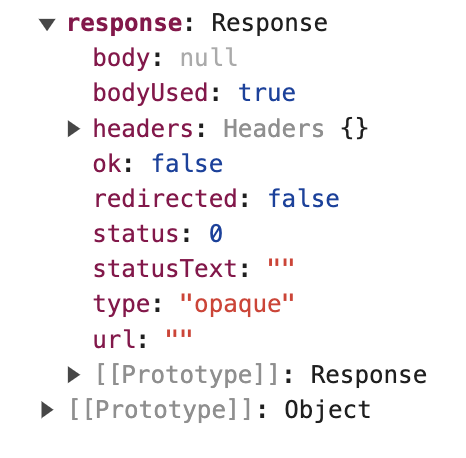 response: Response
body: null
bodyUsed: true
headers: Headers {}
ok: false
redirected: false
status: 0
statusText: ""
type: "opaque"
url: ""
[[Prototype]]: Response
[[Prototype]]: Object